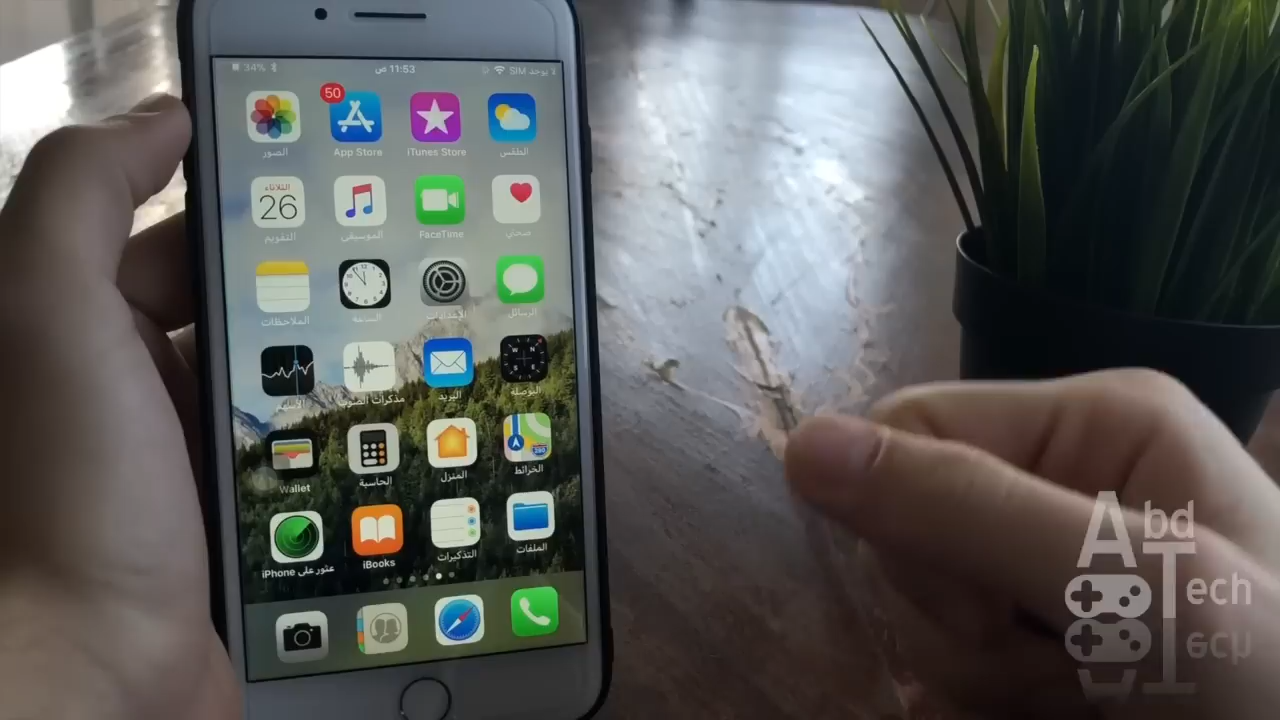 34%
11:53 ص
لا يوجد SIM
50
الصور
App Store
iTunes Store
الطقس
الثلاثاء
26
التقويم
الموسيقى
FaceTime
صحتي
الملاحظات
الساعة
الإعدادات
الرسائل
الأسهم
مذكرات الصوت
البريد
البوصلة
Wallet
الحاسبة
المنزل
الخرائط
عثور على iPhone
iBooks
التذكيرات
الملفات
Abd
Tech